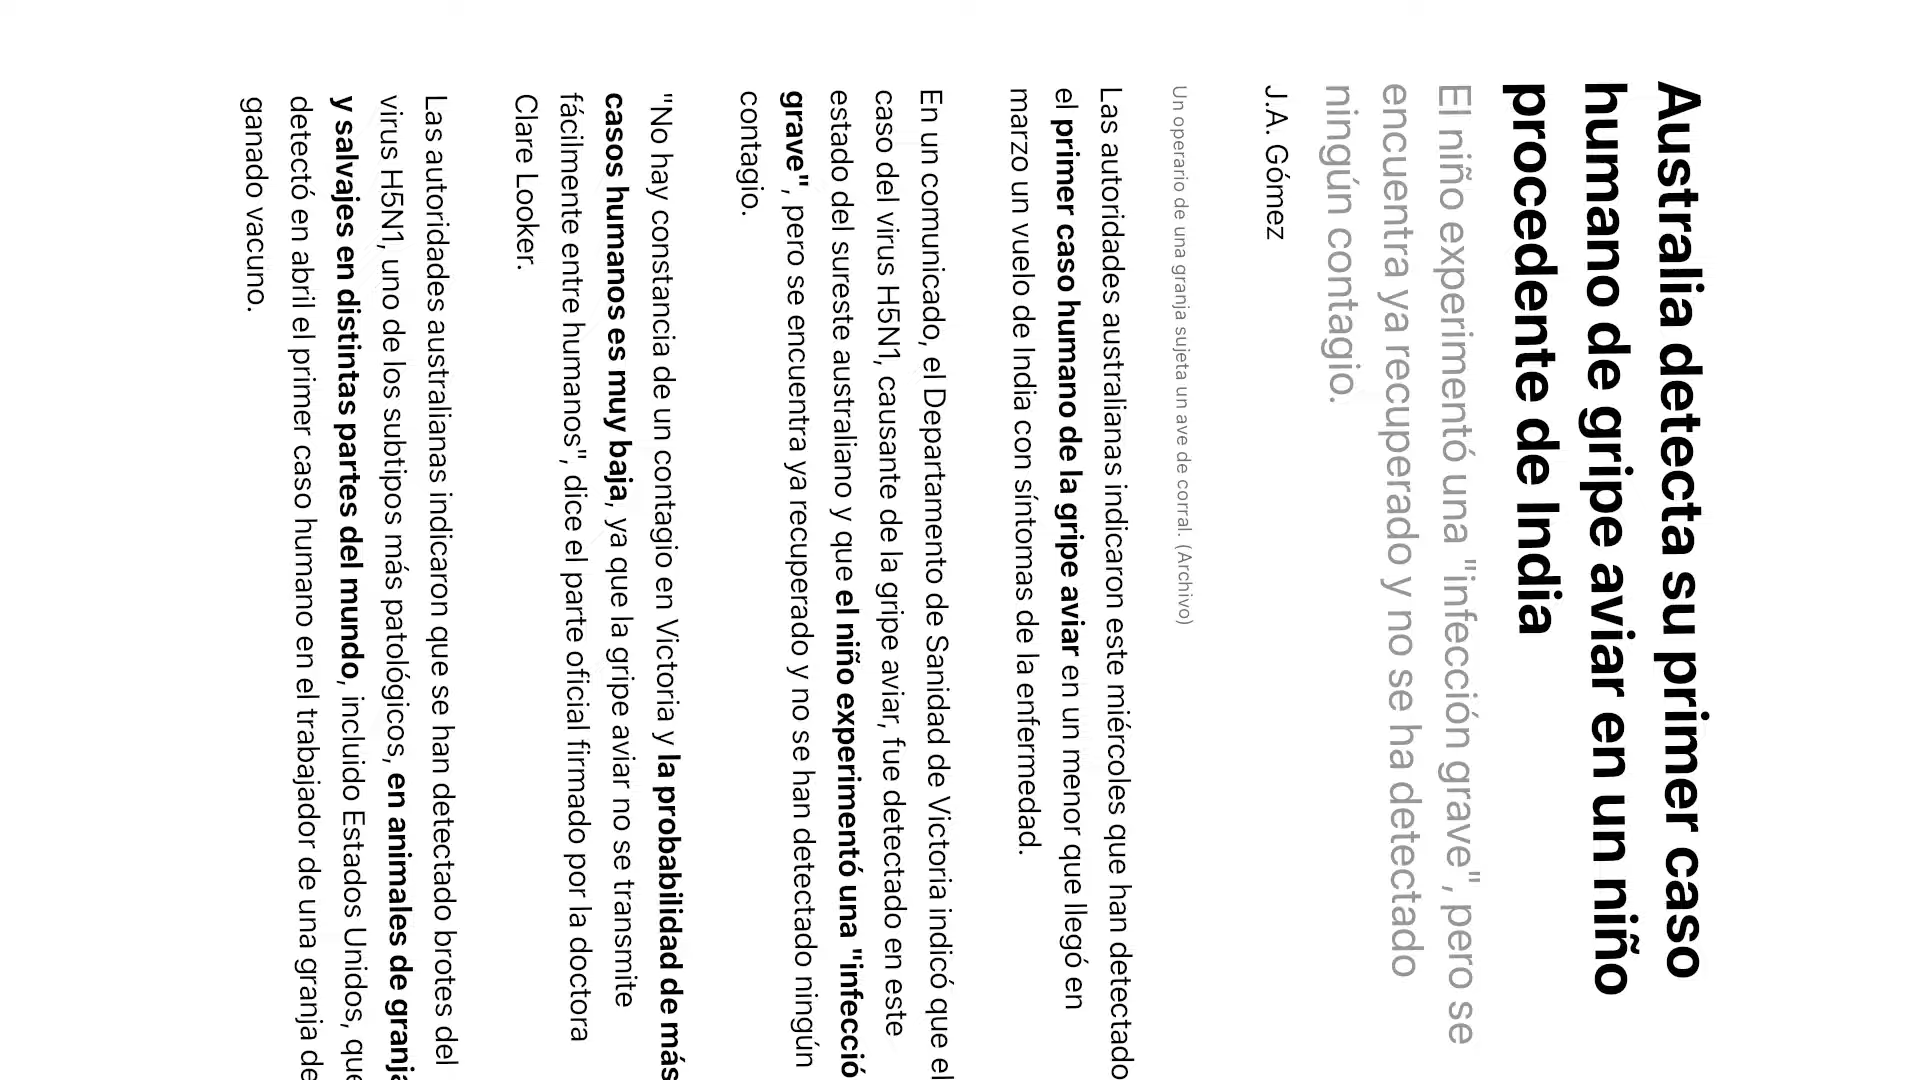 Australia detecta su primer caso
humano de gripe aviar en un niño
procedente de India
El niño experimentó una "infección grave", pero se
encuentra ya recuperado y no se ha detectado
ningún contagio.
J.A. Gómez
Un operario de una granja sujeta un ave de corral. (Archivo)
Las autoridades australianas indicaron este miércoles que han detectado
el primer caso humano de la gripe aviar en un menor que llegó en
marzo un vuelo de India con síntomas de la enfermedad.
En un comunicado, el Departamento de Sanidad de Victoria indicó que el
caso del virus H5N1, causante de la gripe aviar, fue detectado en este
estado del sureste australiano y que el niño experimentó una "infecció
grave", pero se encuentra ya recuperado y no se han detectado ningún
contagio.
"No hay constancia de un contagio en Victoria y la probabilidad de más
casos humanos es muy baja, ya que la gripe aviar no se transmite
fácilmente entre humanos", dice el parte oficial firmado por la doctora
Clare Looker.
Las autoridades australianas indicaron que se han detectado brotes del
virus H5N1, uno de los subtipos más patológicos, en animales de granja
y salvajes en distintas partes del mundo, incluido Estados Unidos, que
detectó en abril el primer caso humano en el trabajador de una granja de
ganado vacuno.